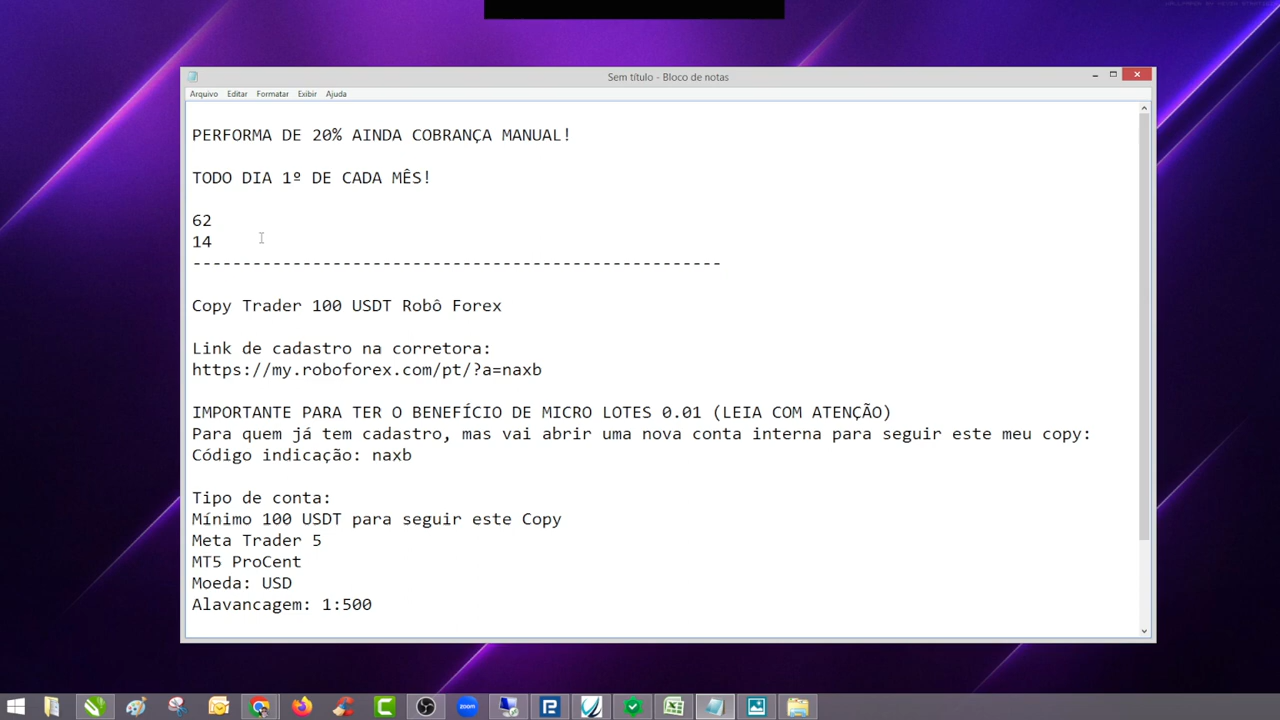 Sem título - Bloco de notas
Arquivo Editar Formatar Exibir Ajuda
PERFORMA DE 20% AINDA COBRANÇA MANUAL!
TODO DIA 1º DE CADA MÊS!
62
14
-----------------------------------------------------
Copy Trader 100 USDT Robô Forex
Link de cadastro na corretora:
https://my.roboforex.com/pt/?a=naxb
IMPORTANTE PARA TER O BENEFÍCIO DE MICRO LOTES 0.01 (LEIA COM ATENÇÃO)
Para quem já tem cadastro, mas vai abrir uma nova conta interna para seguir este meu copy:
Código indicação: naxb
Tipo de conta:
Mínimo 100 USDT para seguir este Copy
Meta Trader 5
MT5 ProCent
Moeda: USD
Alavancagem: 1:500
zoom